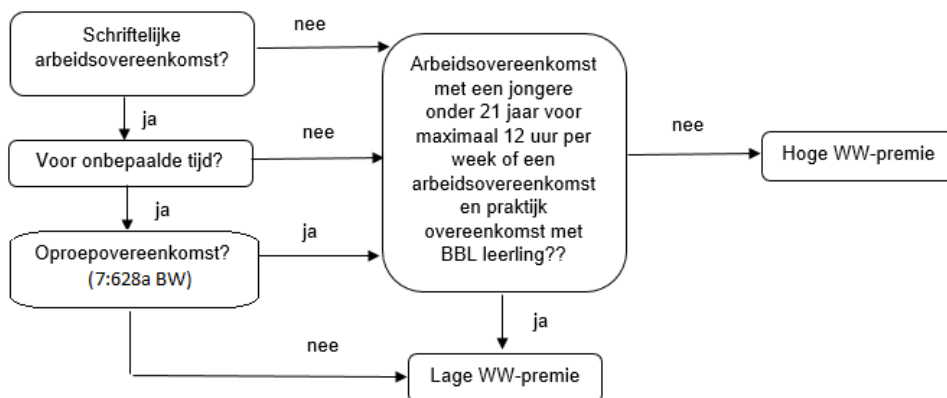 Schriftelijke
arbeidsovereenkomst?
nee
Arbeidsovereenkomst
met een jongere
onder 21 jaar voor
maximaal 12 uur per
week of een
arbeidsovereenkomst
en praktijk
overeenkomst met
BBL leerling??
ja
nee
Voor onbepaalde tijd?
nee
Hoge WW-premie
ja
ja
Oproepovereenkomst?
(7:628a BW)
ja
nee
Lage WW-premie